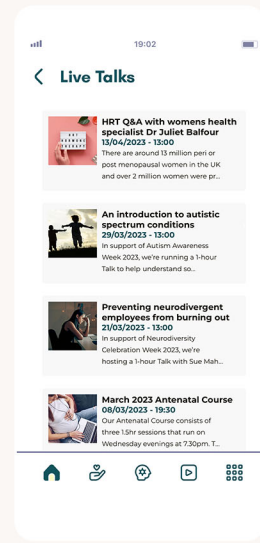 19:02
Live Talks
HRT Q&A with womens health
specialist Dr Juliet Balfour
13/04/2023 - 13:00
There are around 13 million peri or
post menopausal women in the UK
and over 2 million women were pr...
An introduction to autistic
spectrum conditions
29/03/2023 - 13:00
In support of Autism Awareness
Week 2023, we're running a 1-hour
Talk to help understand so...
Preventing neurodivergent
employees from burning out
21/03/2023 - 13:00
In support of Neurodiversity
Celebration Week 2023, we're
hosting a 1-hour Talk with Sue Mah...
March 2023 Antenatal Course
08/03/2023 - 19:30
Our Antenatal Course consists of
three 1.5hr sessions that run on
Wednesday evenings at 7.30pm. T...